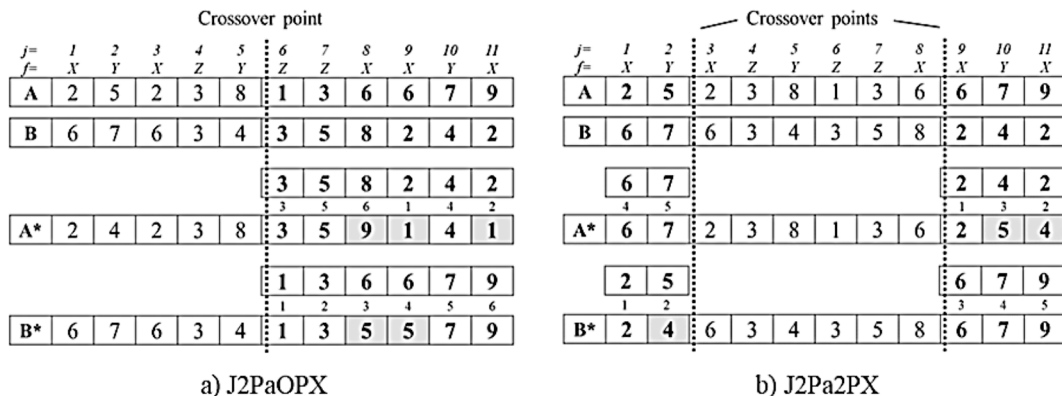 Crossover point
j= 1 2 3 4 5 6 7 8 9 10 11
f= X Y X Z Y Z Z X X Y X
A 2 5 2 3 8 1 3 6 6 7 9
B 6 7 6 3 4 3 5 8 2 4 2
3 5 8 2 4 2
3 5 6 1 4 2
A* 2 4 2 3 8 3 5 9 1 4 1
1 3 6 6 7 9
1 2 3 4 5 6
B* 6 7 6 3 4 1 3 5 5 7 9
a) J2PaOPX
Crossover points
j= 1 2 3 4 5 6 7 8 9 10 11
f= X Y X Z Y Z Z X X Y X
A 2 5 2 3 8 1 3 6 6 7 9
B 6 7 6 3 4 3 5 8 2 4 2
6 7 2 4 2
4 5 1 3 2
A* 6 7 2 3 8 1 3 6 2 5 4
2 5 6 7 9
1 2 3 4 5
B* 2 4 6 3 4 3 5 8 6 7 9
b) J2Pa2PX